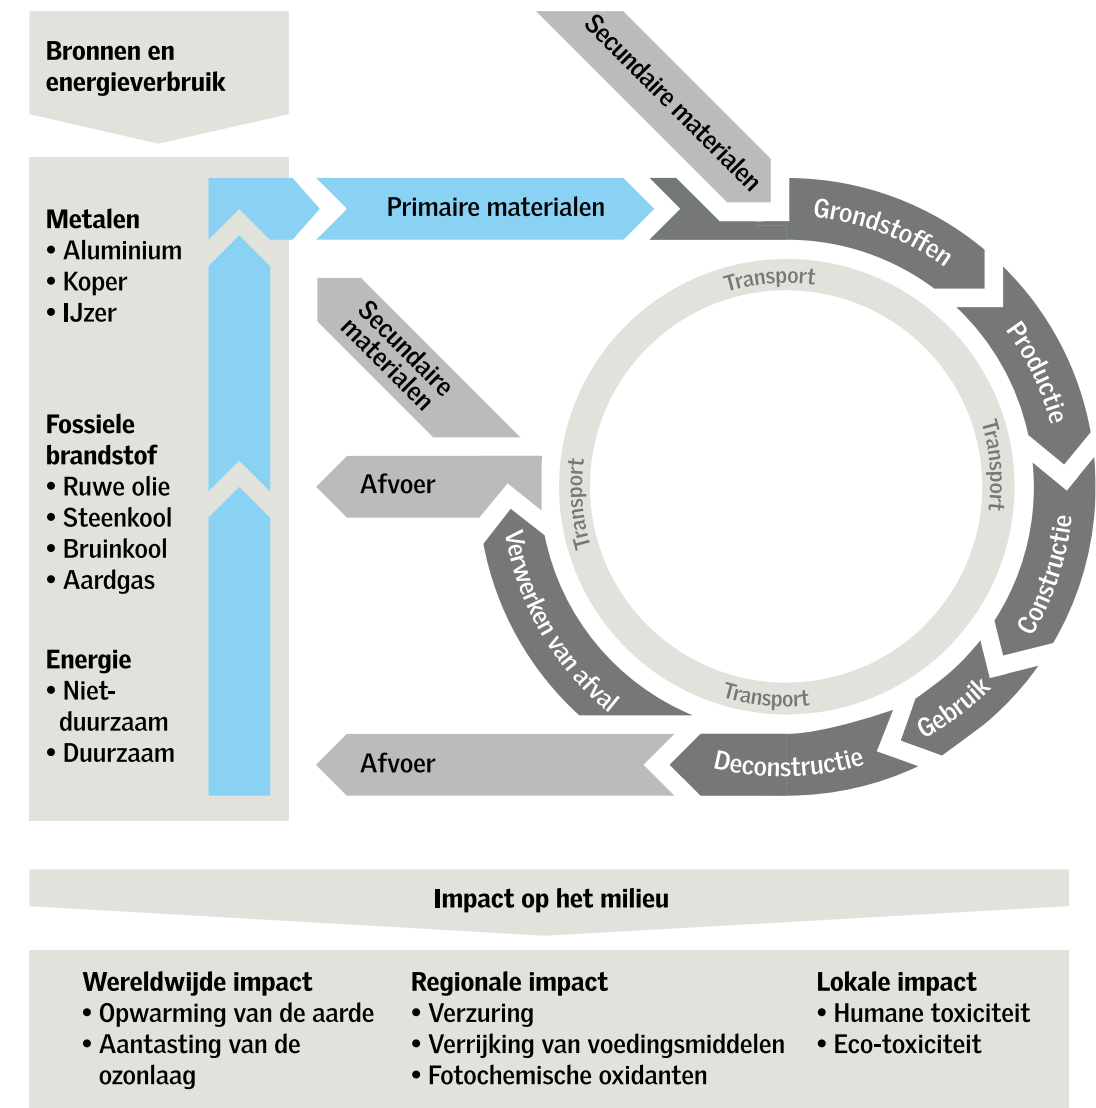 Bronnen en
energieverbruik
Metalen
• Aluminium
• Koper
• IJzer
Fossiele
brandstof
• Ruwe olie
• Steenkool
• Bruinkool
• Aardgas
Energie
• Niet-
duurzaam
• Duurzaam
Primaire materialen
Secundaire materialen
Grondstoffen
Productie
Constructie
Gebruik
Deconstructie
Afvoer
Verwerken van afval
Afvoer
Secundaire
materialen
Transport
Transport
Transport
Transport
Impact op het milieu
Wereldwijde impact
• Opwarming van de aarde
• Aantasting van de
ozonlaag
Regionale impact
• Verzuring
• Verrijking van voedingsmiddelen
• Fotochemische oxidanten
Lokale impact
• Humane toxiciteit
• Eco-toxiciteit